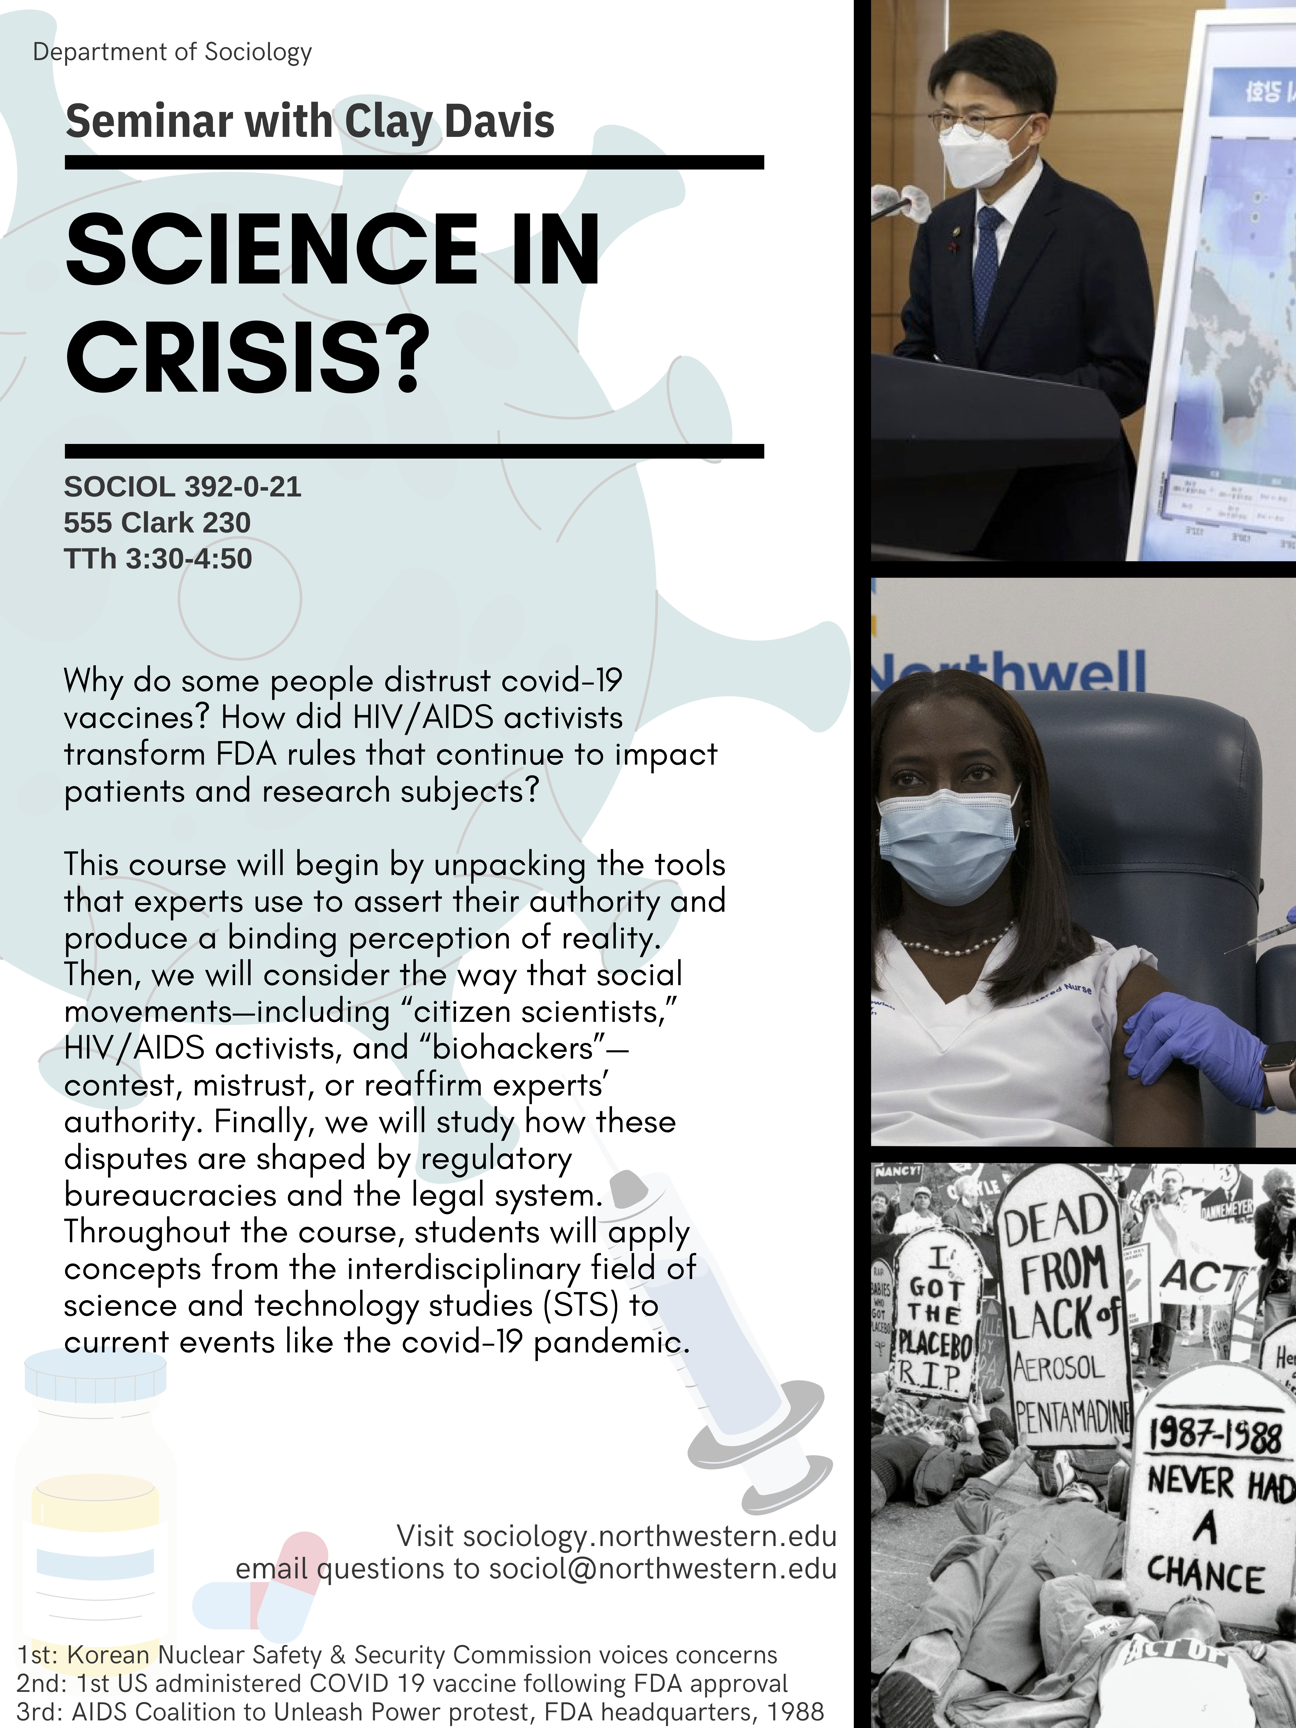 Department of Sociology
Seminar with Clay Davis
SCIENCE IN
CRISIS?
SOCIOL 392-0-21
555 Clark 230
TTh 3:30-4:50
Why do some people distrust covid-19
vaccines? How did HIV/AIDS activists
transform FDA rules that continue to impact
patients and research subjects?
This course will begin by unpacking the tools
that experts use to assert their authority and
produce a binding perception of reality.
Then, we will consider the way that social
movements—including “citizen scientists,”
HIV/AIDS activists, and “biohackers”—
contest, mistrust, or reaffirm experts’
authority. Finally, we will study how these
disputes are shaped by regulatory
bureaucracies and the legal system.
Throughout the course, students will apply
concepts from the interdisciplinary field of
science and technology studies (STS) to
current events like the covid-19 pandemic.
Visit sociology.northwestern.edu
email questions to sociol@northwestern.edu
1st: Korean Nuclear Safety & Security Commission voices concerns
2nd: 1st US administered COVID 19 vaccine following FDA approval
3rd: AIDS Coalition to Unleash Power protest, FDA headquarters, 1988
강화
Northwell
Nurse
NANCY!
DANNEMEYER
ACT
I
GOT
THE
PLACEBO
R.I.P
DEAD
FROM
LACK of
AEROSOL
PENTAMADINE
R.I.P.
BABIES
WHO
GOT
PLACEBO
1987-1988
NEVER HAD
A
CHANCE
ACT UP